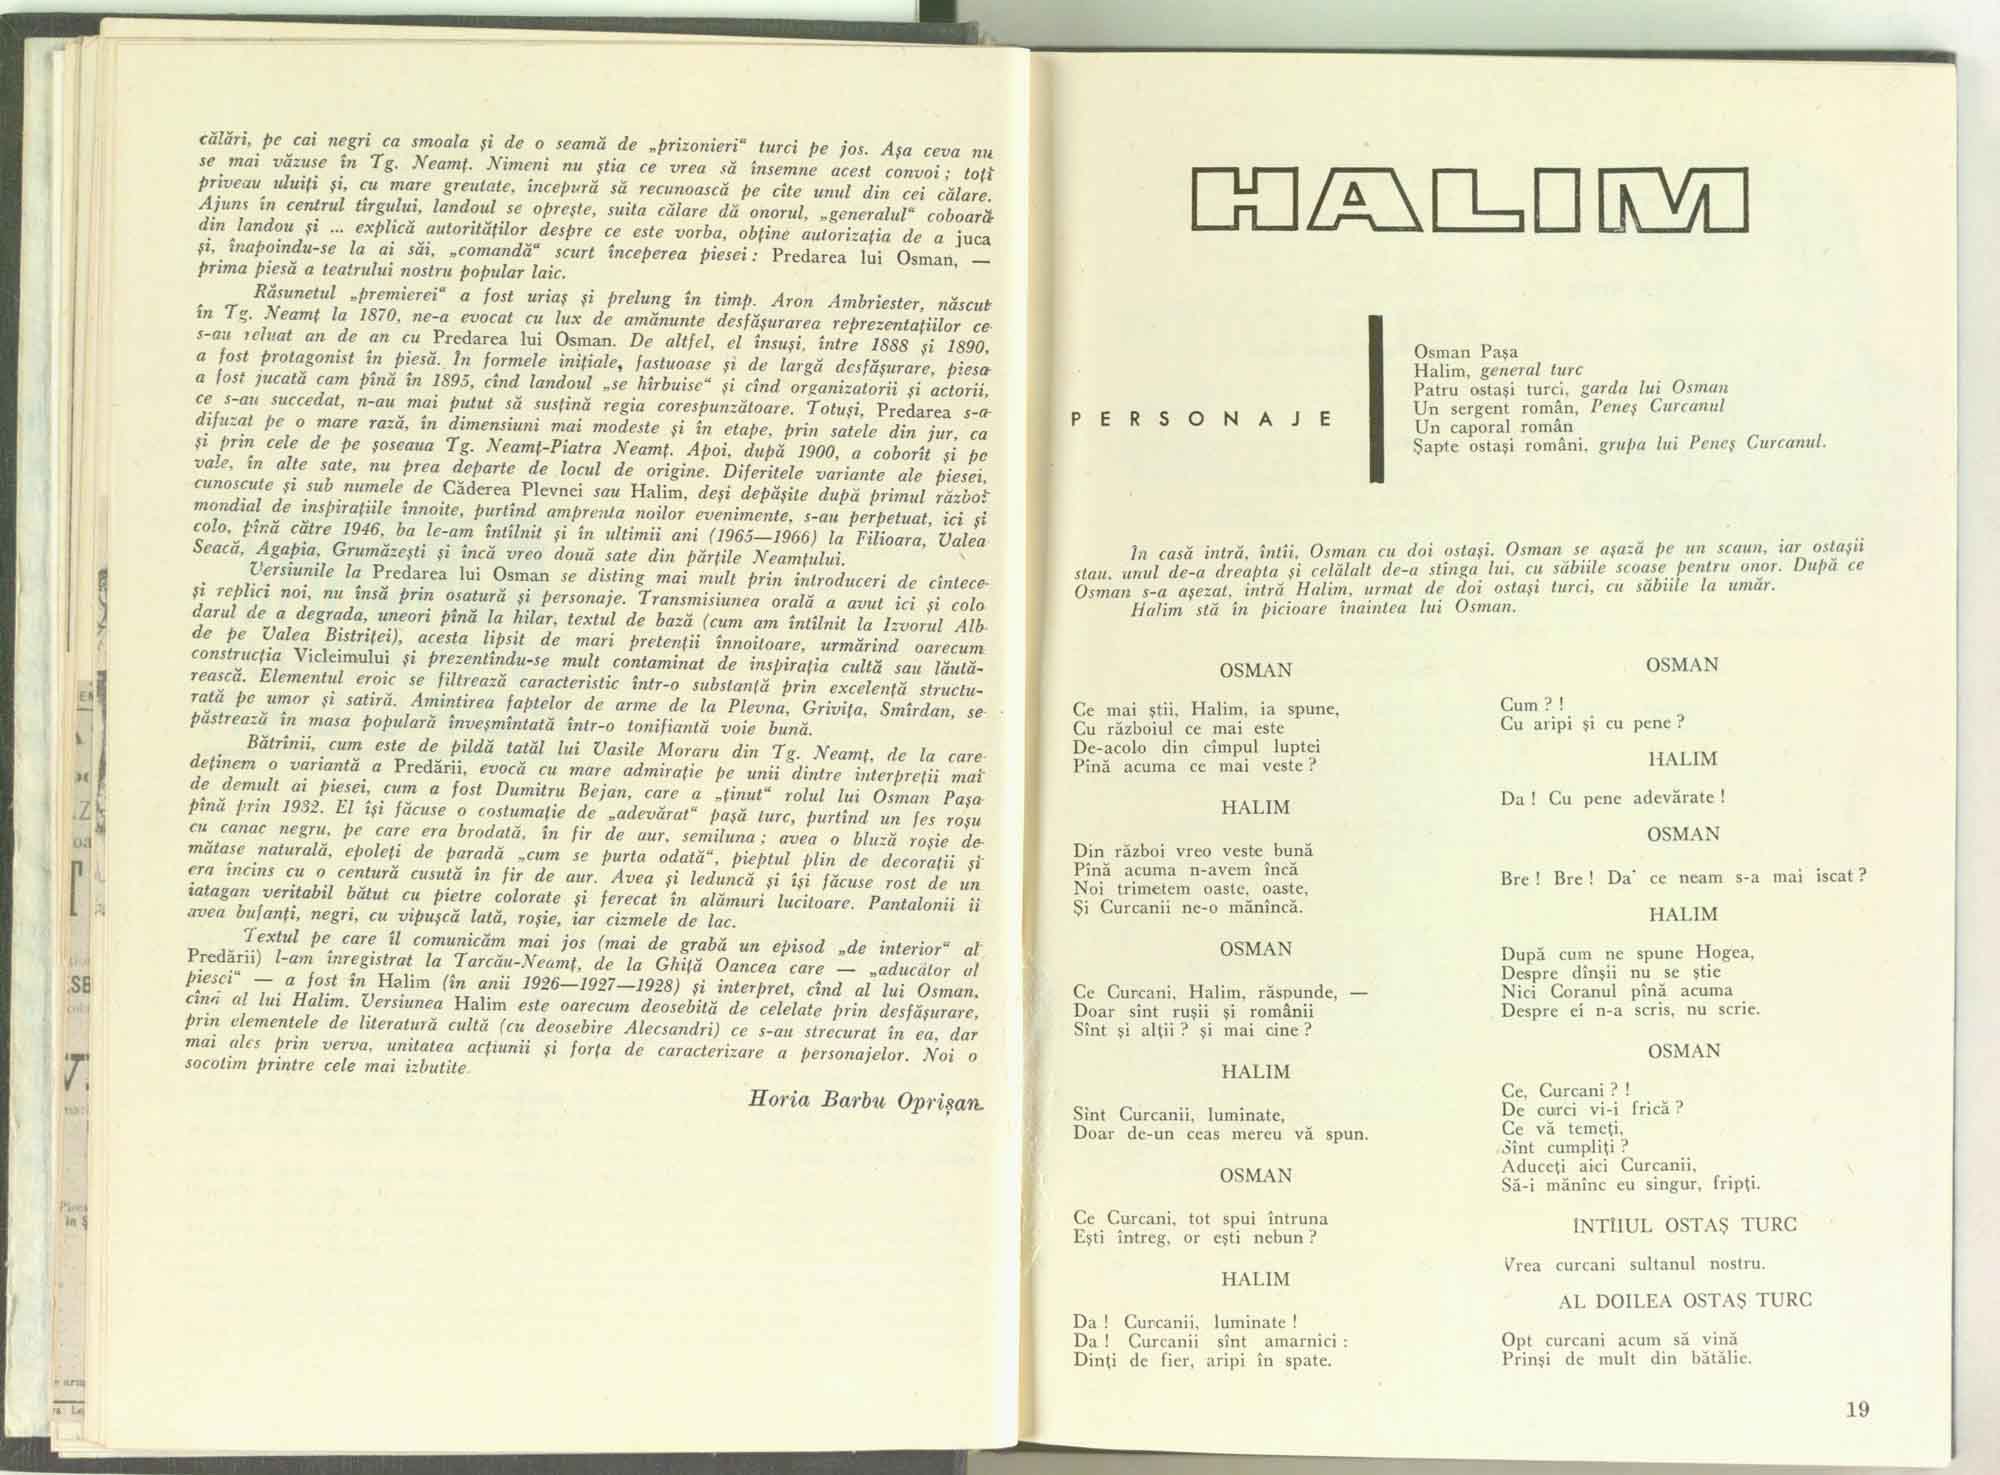 călări, pe cai negri ca smoala și de o seamă de „prizonieri“ turci pe jos. Așa ceva nu
se mai văzuse în Tg. Neamț. Nimeni nu știa ce vrea să însemne acest convoi ; toți
priveau uluiți și, cu mare greutate, începură să recunoască pe cîte unul din cei călare.
Ajuns în centrul tîrgului, landoul se oprește, suita călare dă onorul, „generalul“ coboară
din landou și ... explică autorităților despre ce este vorba, obține autorizația de a juca
și, înapoindu-se la ai săi, „comandă“ scurt începerea piesei : Predarea lui Osman, —
prima piesă a teatrului nostru popular laic.
Răsunetul „premierei“ a fost uriaș și prelung în timp. Aron Ambriester, născut
în Tg. Neamț la 1870, ne-a evocat cu lux de amănunte desfășurarea reprezentațiilor ce
s-au reluat an de an cu Predarea lui Osman. De altfel, el însuși, între 1888 și 1890,
a fost protagonist în piesă. În formele inițiale, fastuoase și de largă desfășurare, piesa
a fost jucată cam pînă în 1895, cînd landoul „se hîrbuise“ și cînd organizatorii și actorii,
ce s-au succedat, n-au mai putut să susțină regia corespunzătoare. Totuși, Predarea s-a
difuzat pe o mare rază, în dimensiuni mai modeste și în etape, prin satele din jur, ca
și prin cele de pe șoseaua Tg. Neamț-Piatra Neamț. Apoi, după 1900, a coborît și pe
vale, în alte sate, nu prea departe de locul de origine. Diferitele variante ale piesei,
cunoscute și sub numele de Căderea Plevnei sau Halim, deși depășite după primul război
mondial de inspirațiile înnoite, purtînd amprenta noilor evenimente, s-au perpetuat, ici și
colo, pînă către 1946, ba le-am întîlnit și în ultimii ani (1965—1966) la Filioara, Valea
Seacă, Agapia, Grumăzești și încă vreo două sate din părțile Neamțului.
Versiunile la Predarea lui Osman se disting mai mult prin introduceri de cîntece
și replici noi, nu însă prin osatură și personaje. Transmisiunea orală a avut ici și colo
darul de a degrada, uneori pînă la hilar, textul de bază (cum am întîlnit la Izvorul Alb
de pe Valea Bistriței), acesta lipsit de mari pretenții înnoitoare, urmărind oarecum
construcția Vicleimului și prezentîndu-se mult contaminat de inspirația cultă sau lăută-
rească. Elementul eroic se filtrează caracteristic într-o substanță prin excelență structu-
rată pe umor și satiră. Amintirea faptelor de arme de la Plevna, Grivița, Smîrdan, se
păstrează în masa populară înveșmîntată într-o tonifiantă voie bună.
Bătrînii, cum este de pildă tatăl lui Vasile Moraru din Tg. Neamț, de la care
deținem o variantă a Predării, evocă cu mare admirație pe unii dintre interpreții mai
de demult ai piesei, cum a fost Dumitru Bejan, care a „ținut“ rolul lui Osman Pașa
pînă prin 1932. El își făcuse o costumație de „adevărat“ pașă turc, purtînd un fes roșu
cu canac negru, pe care era brodată, în fir de aur, semiluna ; avea o bluză roșie de
mătase naturală, epoleți de paradă „cum se purta odată“, pieptul plin de decorații și
era încins cu o centură cusută în fir de aur. Avea și leduncă și își făcuse rost de un
iatagan veritabil bătut cu pietre colorate și ferecat în alămuri lucitoare. Pantalonii îi
avea bufanți, negri, cu vipușcă lată, roșie, iar cizmele de lac.
Textul pe care îl comunicăm mai jos (mai de grabă un episod „de interior“ al
Predării) l-am înregistrat la Tarcău-Neamț, de la Ghiță Oancea care — „aducător al
piesei“ — a fost în Halim (în anii 1926—1927—1928) și interpret, cînd al lui Osman,
cînd al lui Halim. Versiunea Halim este oarecum deosebită de celelate prin desfășurare,
prin elementele de literatură cultă (cu deosebire Alecsandri) ce s-au strecurat în ea, dar
mai ales prin verva, unitatea acțiunii și forța de caracterizare a personajelor. Noi o
socotim printre cele mai izbutite.
Horia Barbu Oprișan
HALIM
PERSONAJE
Osman Pașa
Halim, general turc
Patru ostași turci, garda lui Osman
Un sergent român, Peneș Curcanul
Un caporal român
Șapte ostași români, grupa lui Peneș Curcanul.
În casă intră, întîi, Osman cu doi ostași. Osman se așază pe un scaun, iar ostașii
stau, unul de-a dreapta și celălalt de-a stînga lui, cu săbiile scoase pentru onor. După ce
Osman s-a așezat, intră Halim, urmat de doi ostași turci, cu săbiile la umăr.
Halim stă în picioare înaintea lui Osman.
OSMAN
Ce mai știi, Halim, ia spune,
Cu războiul ce mai este
De-acolo din cîmpul luptei
Pînă acuma ce mai veste ?
HALIM
Din război vreo veste bună
Pînă acuma n-avem încă
Noi trimetem oaste, oaste,
Și Curcanii ne-o mănîncă.
OSMAN
Ce Curcani, Halim, răspunde, —
Doar sînt rușii și românii
Sînt și alții ? și mai cine ?
HALIM
Sînt Curcanii, luminate,
Doar de-un ceas mereu vă spun.
OSMAN
Ce Curcani, tot spui întruna
Ești întreg, or ești nebun ?
HALIM
Da ! Curcanii, luminate !
Da ! Curcanii sînt amarnici :
Dinți de fier, aripi în spate.
OSMAN
Cum ? !
Cu aripi și cu pene ?
HALIM
Da ! Cu pene adevărate !
OSMAN
Bre ! Bre ! Da' ce neam s-a mai iscat ?
HALIM
După cum ne spune Hogea,
Despre dînșii nu se știe
Nici Coranul pînă acuma
Despre ei n-a scris, nu scrie.
OSMAN
Ce, Curcani ? !
De curci vi-i frică ?
Ce vă temeți,
Sînt cumpliți ?
Aduceți aici Curcanii,
Să-i mănînc eu singur, fripți.
INTÎIUL OSTAȘ TURC
Vrea curcani sultanul nostru.
AL DOILEA OSTAȘ TURC
Opt curcani acum să vină
Prinși de mult din bătălie.
19